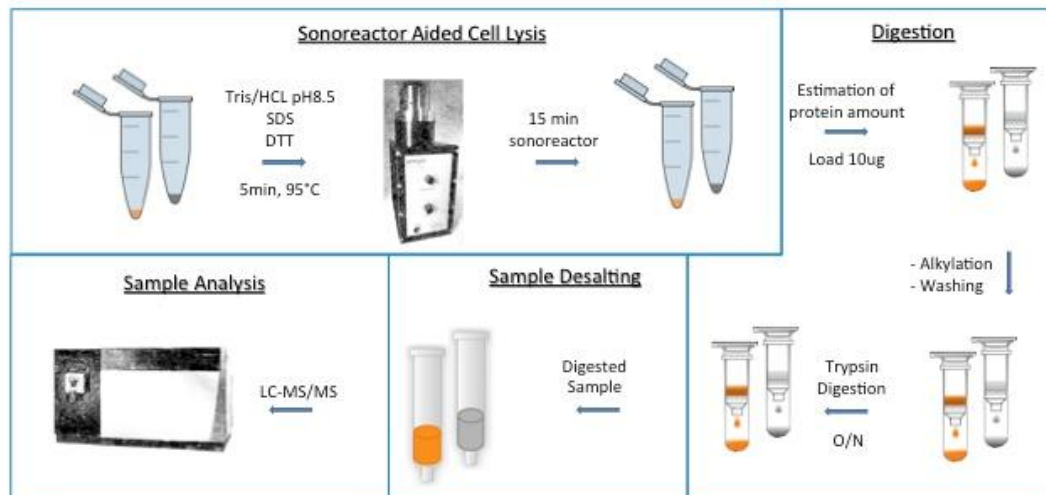 Sonoreactor Aided Cell Lysis
Tris/HCL pH8.5
SDS
DTT
5min, 95°C
15 min
sonoreactor
Digestion
Estimation of
protein amount
Load 10ug
- Alkylation
- Washing
Trypsin
Digestion
O/N
Sample Desalting
Digested
Sample
Sample Analysis
LC-MS/MS